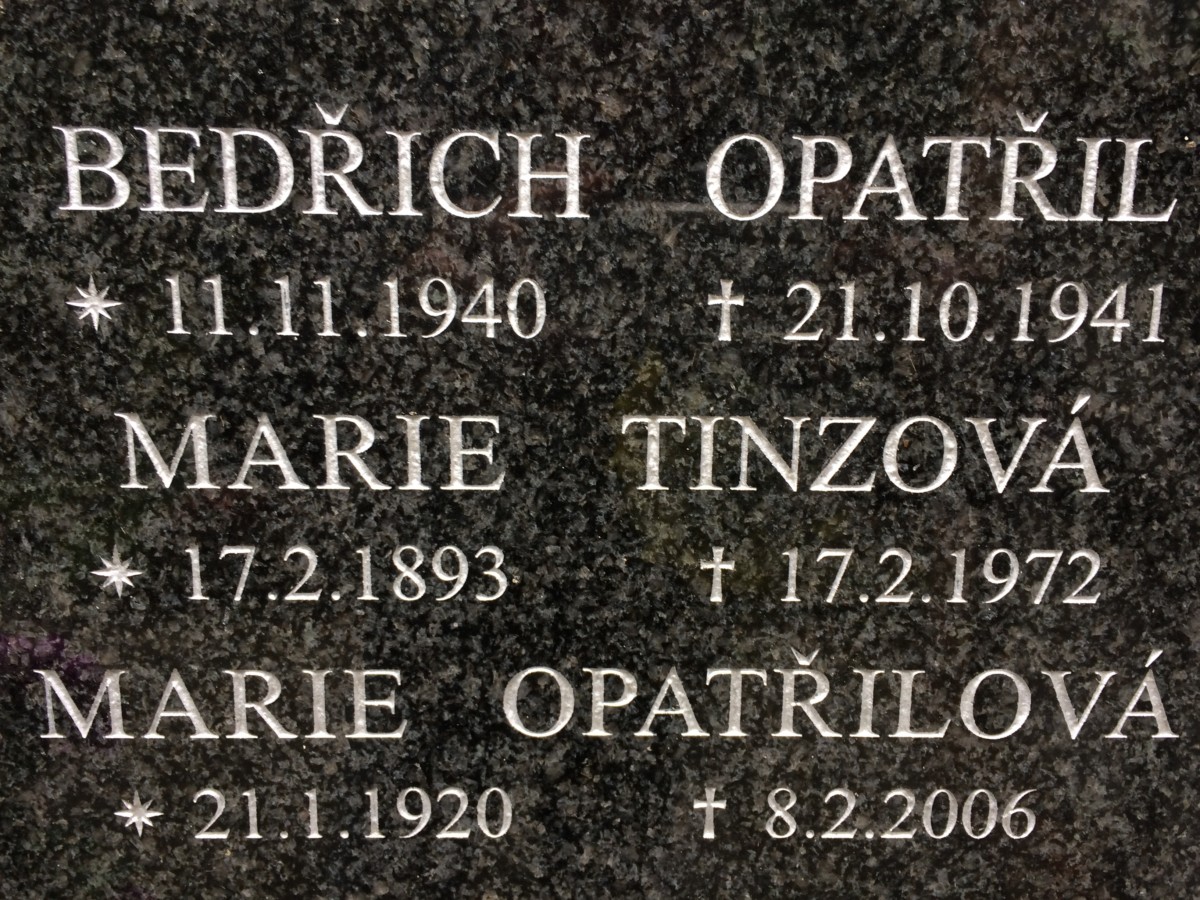 BEDŘICH OPATŘIL
* 11.11.1940 † 21.10.1941
MARIE TINZOVÁ
* 17.2.1893 † 17.2.1972
MARIE OPATŘILOVÁ
* 21.1.1920 † 8.2.2006